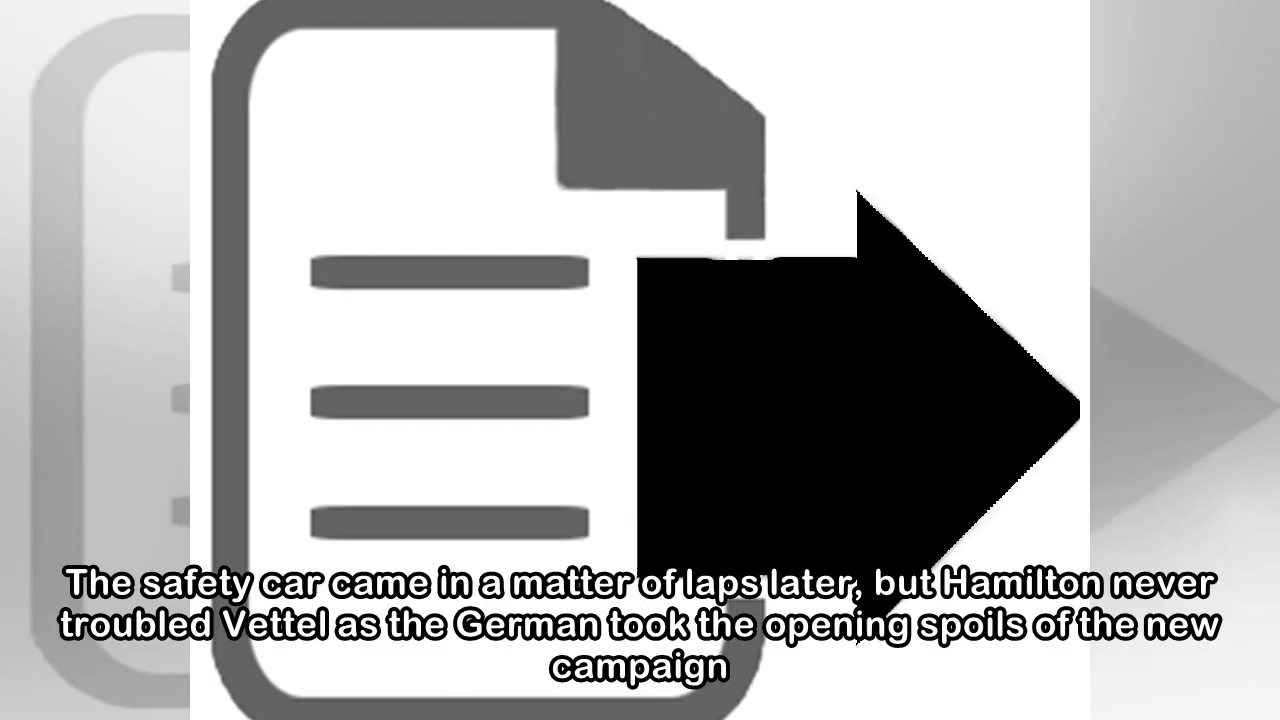 The safety car came in a matter of laps later, but Hamilton never
troubled Vettel as the German took the opening spoils of the new
campaign